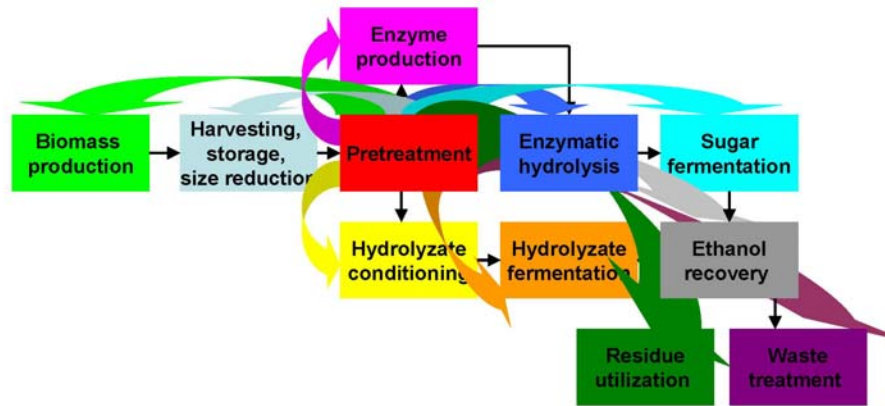 Enzyme
production
Biomass
production
Harvesting,
storage,
size reduction
Pretreatment
Enzymatic
hydrolysis
Sugar
fermentation
Hydrolyzate
conditioning
Hydrolyzate
fermentation
Ethanol
recovery
Residue
utilization
Waste
treatment